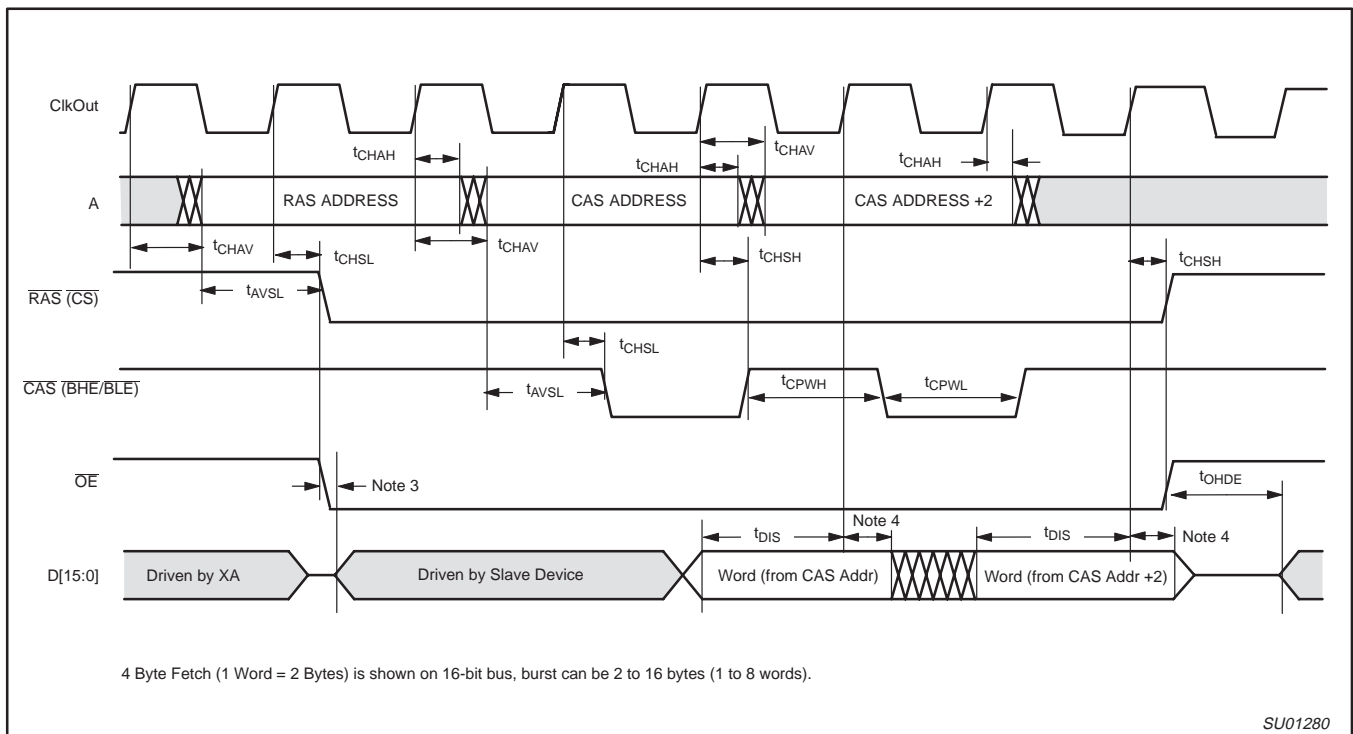 ClkOut
tCHAV
tCHAH
tCHAH
tCHAH
A
RAS ADDRESS
CAS ADDRESS
CAS ADDRESS +2
tCHAV
tCHSL
tCHAV
tCHSH
tCHSH
RAS (CS)
tAVSL
tCHSL
CAS (BHE/BLE)
tAVSL
tCPWH
tCPWL
OE
Note 3
tOHDE
tDIS
Note 4
tDIS
Note 4
D[15:0]
Driven by XA
Driven by Slave Device
Word (from CAS Addr)
Word (from CAS Addr +2)
4 Byte Fetch (1 Word = 2 Bytes) is shown on 16-bit bus, burst can be 2 to 16 bytes (1 to 8 words).
SU01280